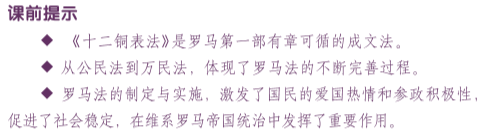 课前提示
◆ 《十二铜表法》是罗马第一部有章可循的成文法。
◆ 从公民法到万民法，体现了罗马法的不断完善过程。
◆ 罗马法的制定与实施，激发了国民的爱国热情和参政积极性，
促进了社会稳定，在维系罗马帝国统治中发挥了重要作用。